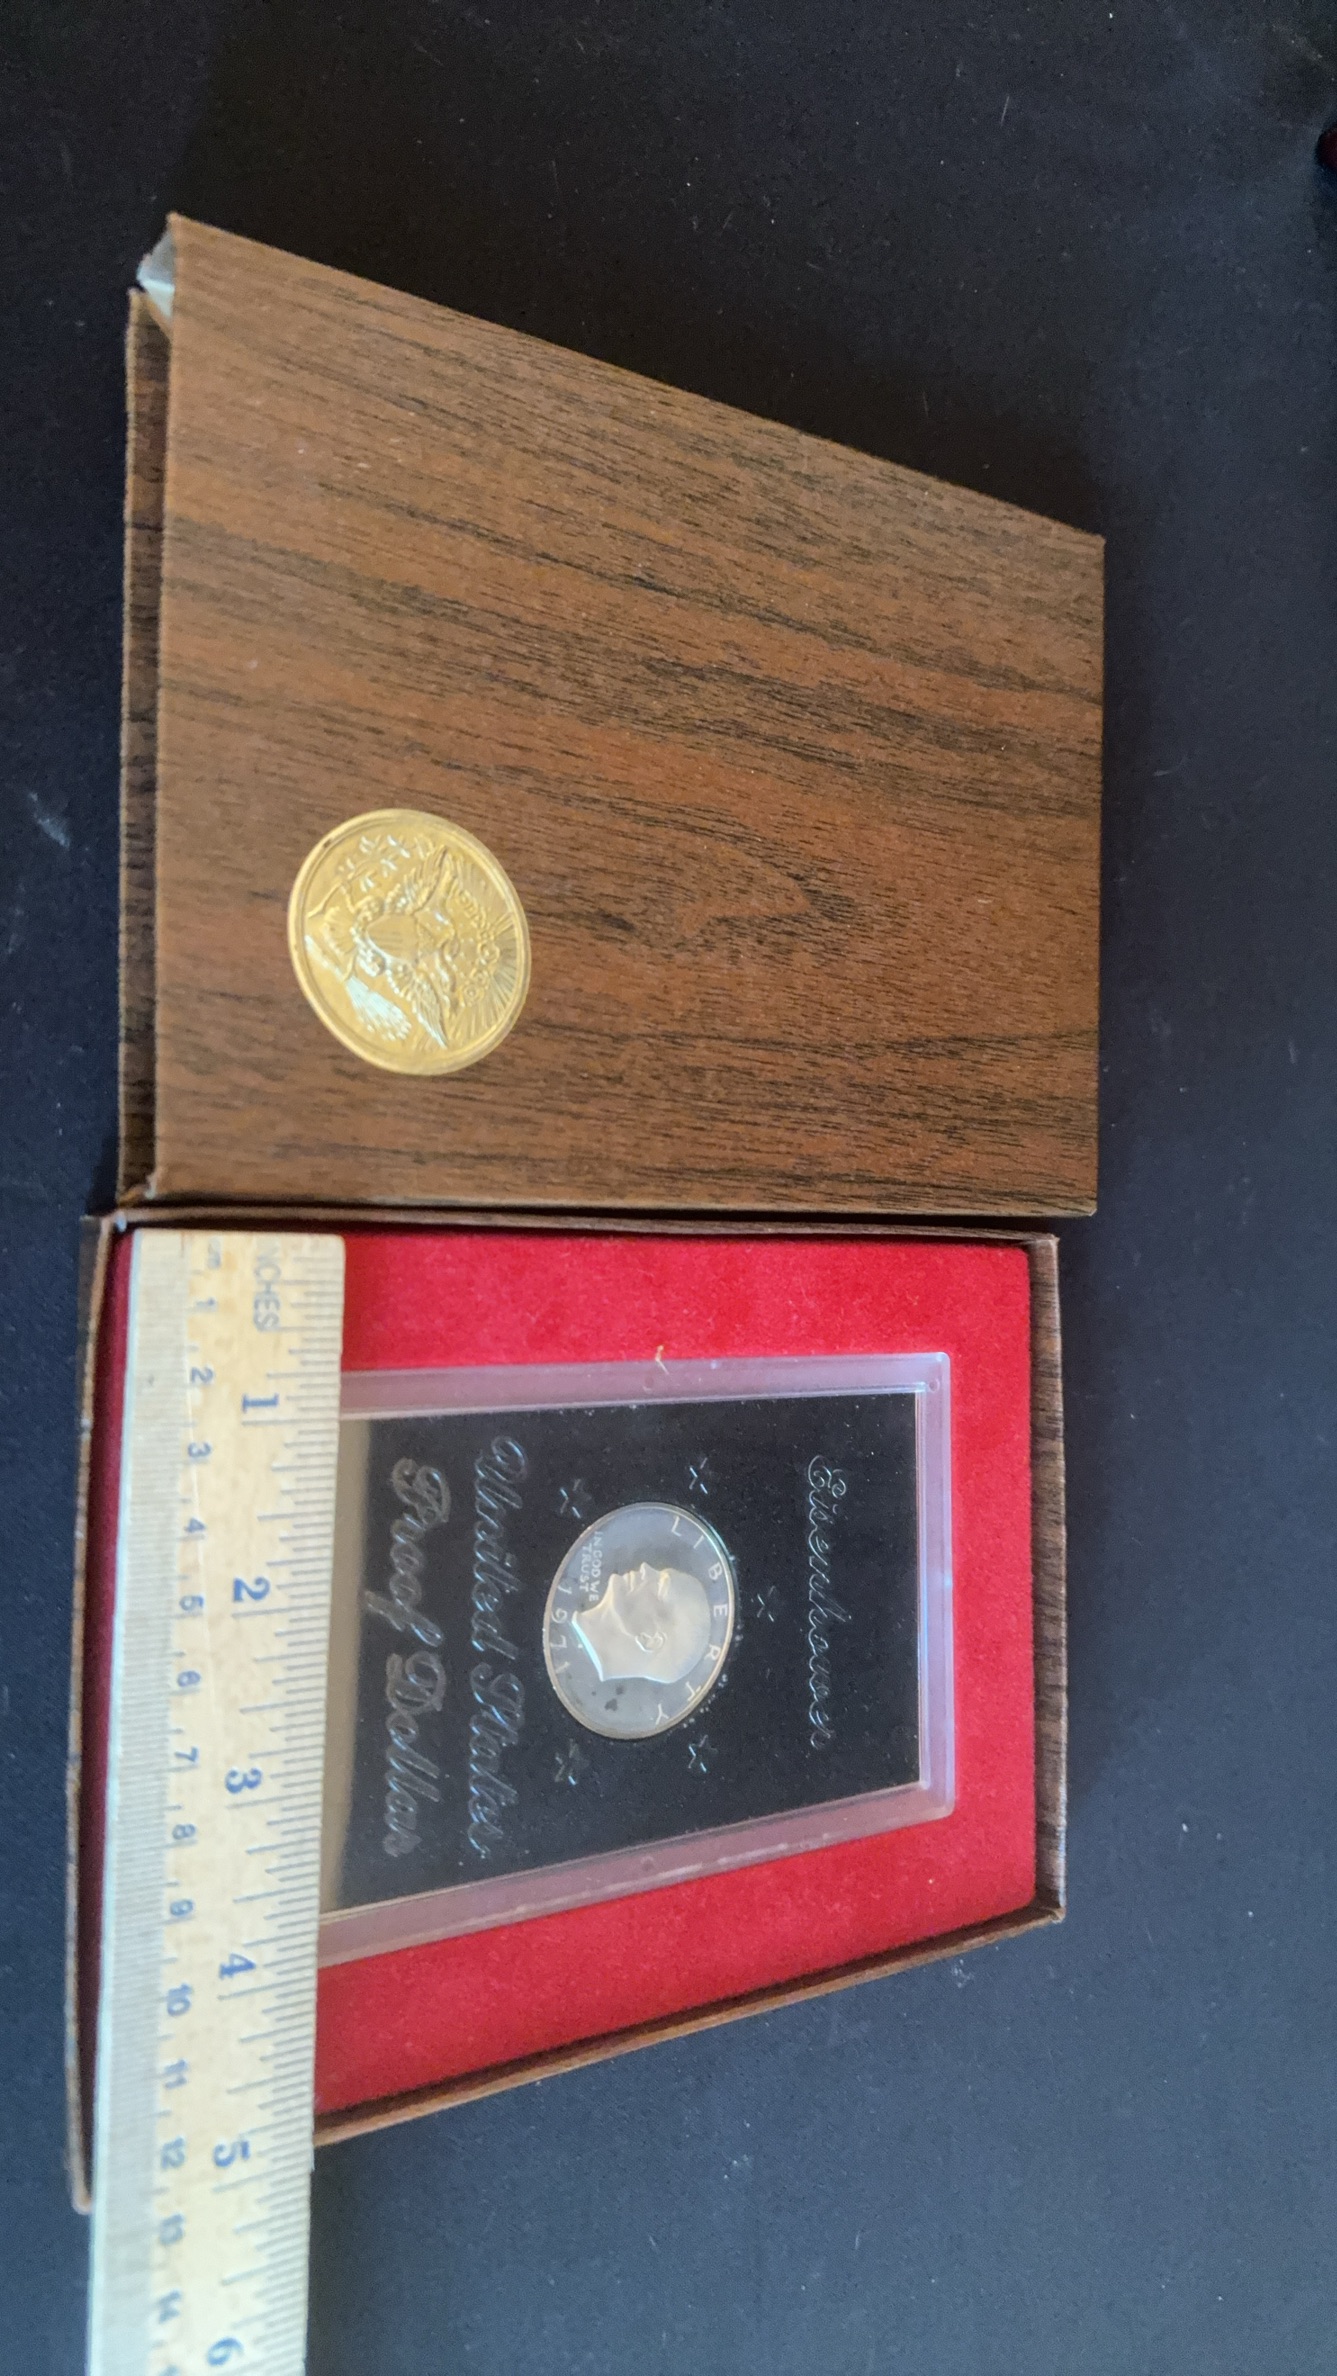 Eisenhower
LIBERTY
IN GOD WE
TRUST
1971
United States
Proof Dollar
INCHES
1 2 3 4 5 6
cm 1 2 3 4 5 6 7 8 9 10 11 12 13 14